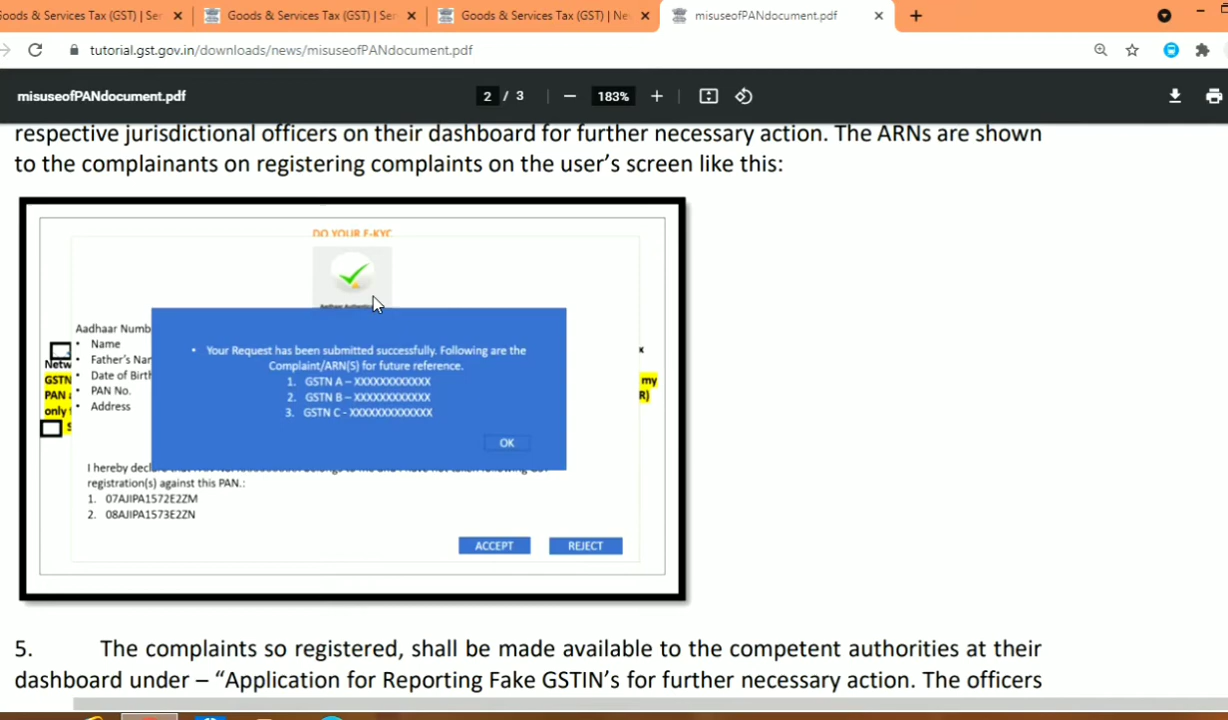 oods & Services Tax (GST) | Ser
Goods & Services Tax (GST) | Ser
Goods & Services Tax (GST) | Ne
misuseofPANdocument.pdf
tutorial.gst.gov.in/downloads/news/misuseofPANdocument.pdf
misuseofPANdocument.pdf
2 / 3
183%
respective jurisdictional officers on their dashboard for further necessary action. The ARNs are shown
to the complainants on registering complaints on the user's screen like this:
DO YOUR E-KYC
Aadhaar Numb
• Name
• Father's Nar
• Date of Birth
• PAN No.
• Address
Netw
GSTN
PAN
only
S
x
my
R)
• Your Request has been submitted successfully. Following are the
Complaint/ARN(S) for future reference.
1. GSTN A – XXXXXXXXXXXX
2. GSTN B – XXXXXXXXXXXX
3. GSTN C - XXXXXXXXXXXXX
OK
I hereby decl
registration(s) against this PAN.:
1. 07AJIPA1572E2ZM
2. 08AJIPA1573E2ZN
ACCEPT
REJECT
5. The complaints so registered, shall be made available to the competent authorities at their
dashboard under – “Application for Reporting Fake GSTIN's for further necessary action. The officers